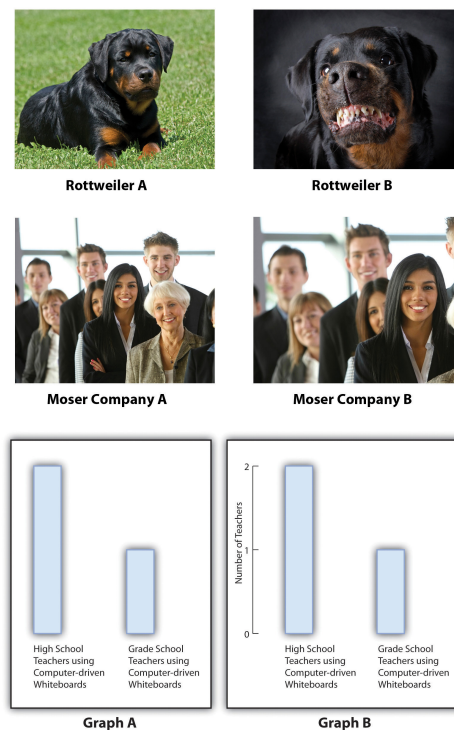 Rottweiler A
Rottweiler B
Moser Company A
Moser Company B
High School
Teachers using
Computer-driven
Whiteboards
Grade School
Teachers using
Computer-driven
Whiteboards
Graph A
Number of Teachers
2
1
0
High School
Teachers using
Computer-driven
Whiteboards
Grade School
Teachers using
Computer-driven
Whiteboards
Graph B